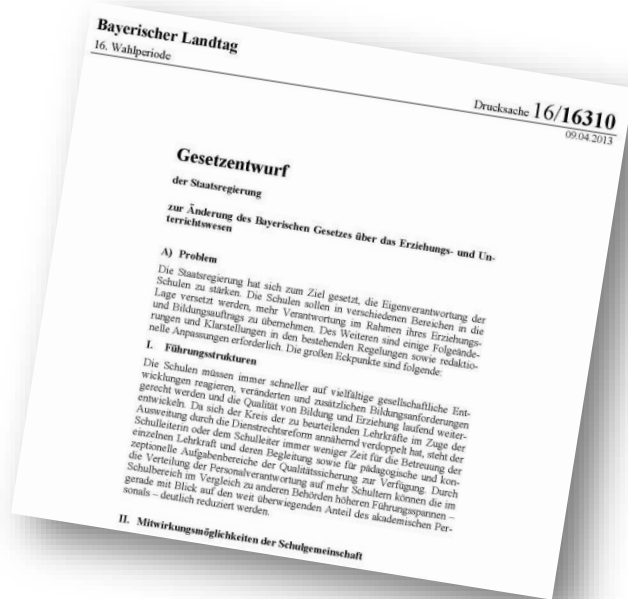 Bayerischer Landtag
16. Wahlperiode
Drucksache 16/16310
09.04.2013
Gesetzentwurf
der Staatsregierung
zur Änderung des Bayerischen Gesetzes über das Erziehungs- und Un-
terrichtswesen
A) Problem
Die Staatsregierung hat sich zum Ziel gesetzt, die Eigenverantwortung der
Schulen zu stärken. Die Schulen sollen in verschiedenen Bereichen in die
Lage versetzt werden, mehr Verantwortung im Rahmen ihres Erziehungs-
und Bildungsauftrags zu übernehmen. Des Weiteren sind einige Folgeände-
rungen und Klarstellungen in den bestehenden Regelungen sowie redaktio-
nelle Anpassungen erforderlich. Die großen Eckpunkte sind folgende:
I. Führungsstrukturen
Die Schulen müssen immer schneller auf vielfältige gesellschaftliche Ent-
wicklungen reagieren, veränderten und zusätzlichen Bildungsanforderungen
gerecht werden und die Qualität von Bildung und Erziehung laufend weiter-
entwickeln. Da sich der Kreis der zu beurteilenden Lehrkräfte im Zuge der
Ausweitung durch die Dienstrechtsreform annähernd verdoppelt hat, steht der
Schulleiterin oder dem Schulleiter immer weniger Zeit für die Betreuung der
einzelnen Lehrkraft und deren Begleitung sowie für pädagogische und kon-
zeptionelle Aufgabenbereiche der Qualitätssicherung zur Verfügung. Durch
die Verteilung der Personalverantwortung auf mehr Schultern können die im
Schulbereich im Vergleich zu anderen Behörden höheren Führungsspannen –
gerade mit Blick auf den weit überwiegenden Anteil des akademischen Per-
sonals – deutlich reduziert werden.
II. Mitwirkungsmöglichkeiten der Schulgemeinschaft